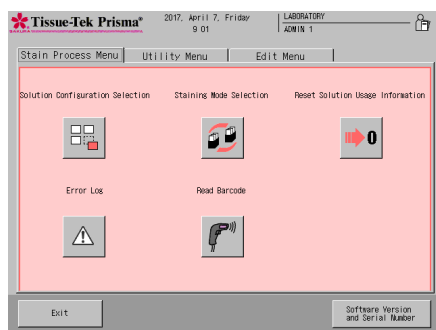 Tissue-Tek Prisma®
2017, April 7, Friday
9 01
LABORATORY
ADMIN 1
SAKURA
Stain Process Menu
Utility Menu
Edit Menu
Solution Configuration Selection
Staining Mode Selection
Reset Solution Usage Information
0
Error Log
Read Barcode
Exit
Software Version
and Serial Number